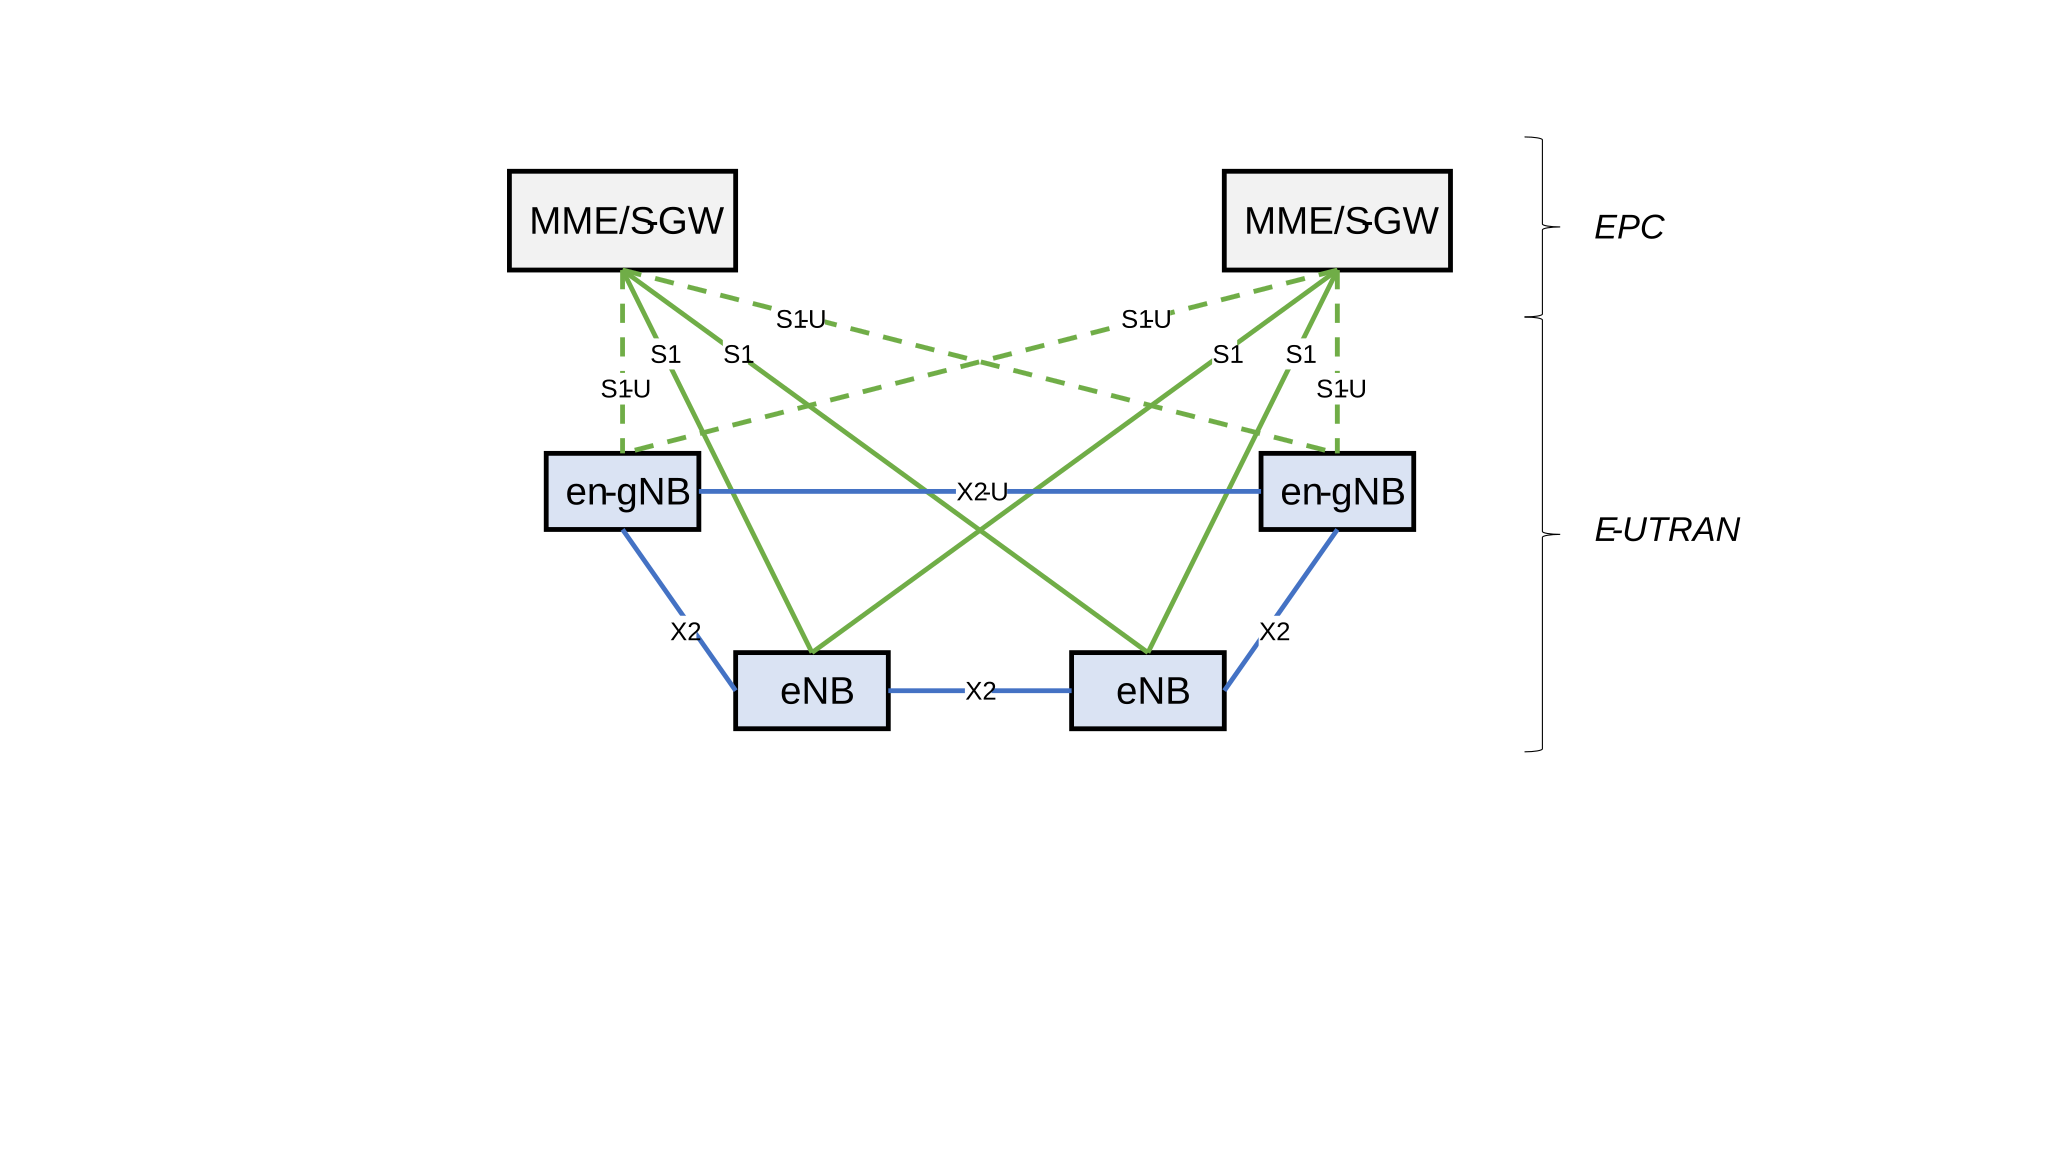 MME/S-GW
MME/S-GW
EPC
S1-U
S1-U
S1
S1
S1
S1
S1-U
S1-U
en-gNB
X2-U
en-gNB
E-UTRAN
X2
X2
eNB
X2
eNB